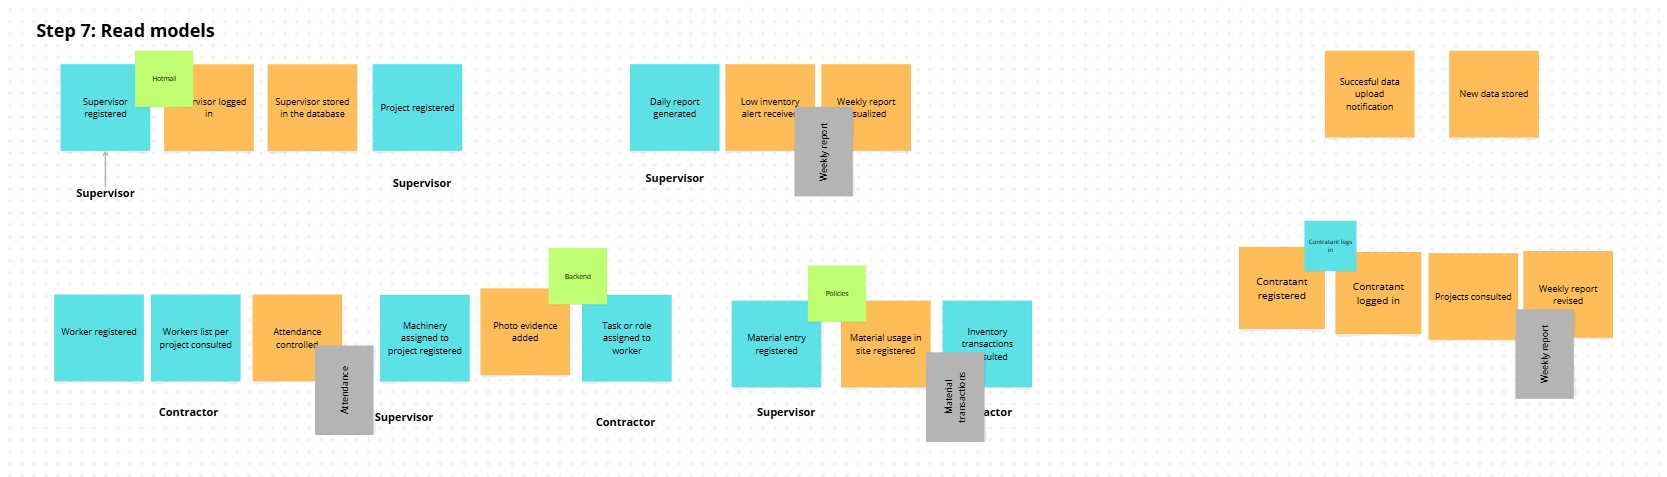 Step 7: Read models
Hotmail
Supervisor
registered
visor logged
in
Supervisor stored
in the database
Project registered
Supervisor
Supervisor
Daily report
generated
Low inventory
alert receive
Weekly report
sualized
Weekly report
Supervisor
Succesful data
upload
notification
New data stored
Worker registered
Workers list per
project consulted
Attendance
controlled
Attendance
Contractor
Machinery
assigned to
project registered
Supervisor
Photo evidence
added
Backend
Task or role
assigned to
worker
Contractor
Policies
Material entry
registered
Material usage in
site registered
Inventory
transactions
sulted
Material
transactions
Supervisor
actor
Contratant logs
in
Contratant
registered
Contratant
logged in
Projects consulted
Weekly report
revised
Weekly report